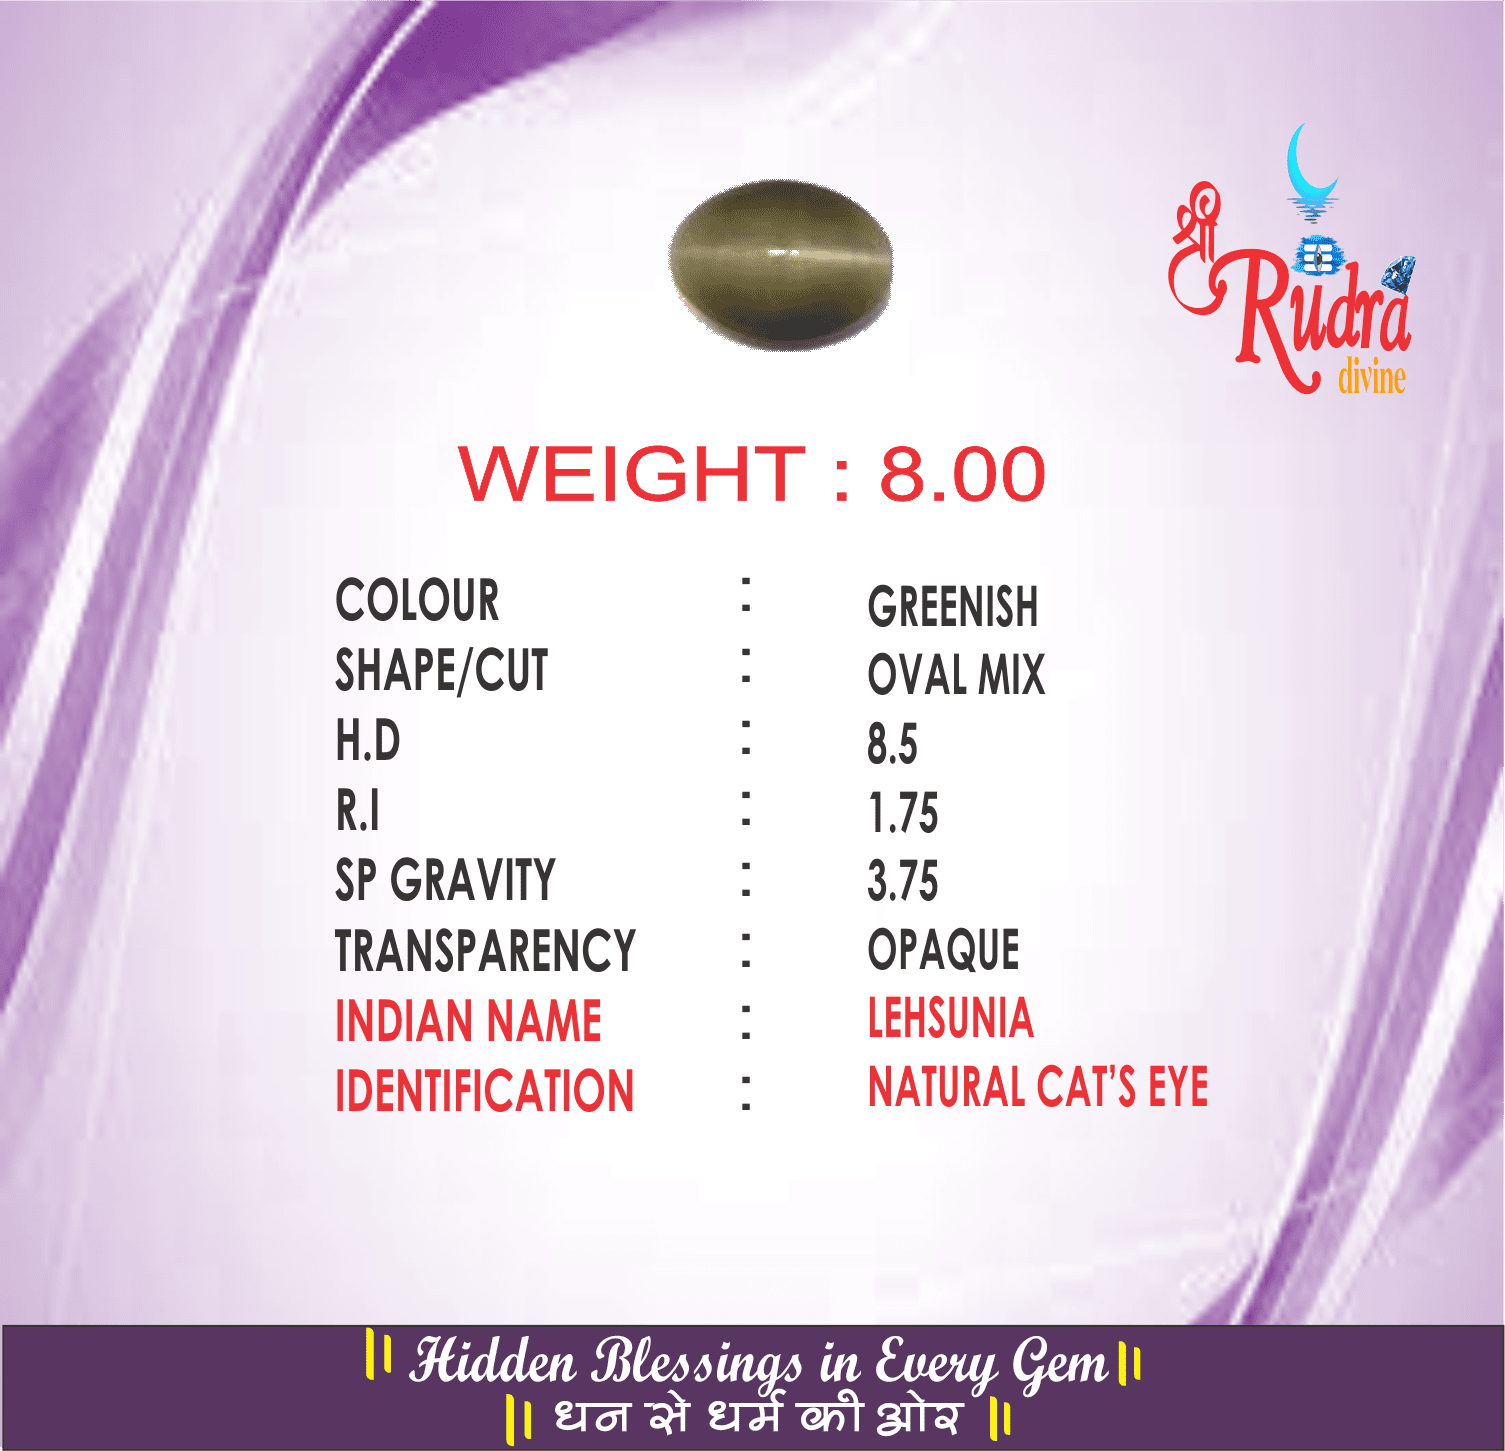 श्री
Rudra
divine
WEIGHT : 8.00
COLOUR : GREENISH
SHAPE/CUT : OVAL MIX
H.D : 8.5
R.I : 1.75
SP GRAVITY : 3.75
TRANSPARENCY : OPAQUE
INDIAN NAME : LEHSUNIA
IDENTIFICATION : NATURAL CAT'S EYE
|| Hidden Blessings in Every Gem ||
|| धन से धर्म की ओर ||